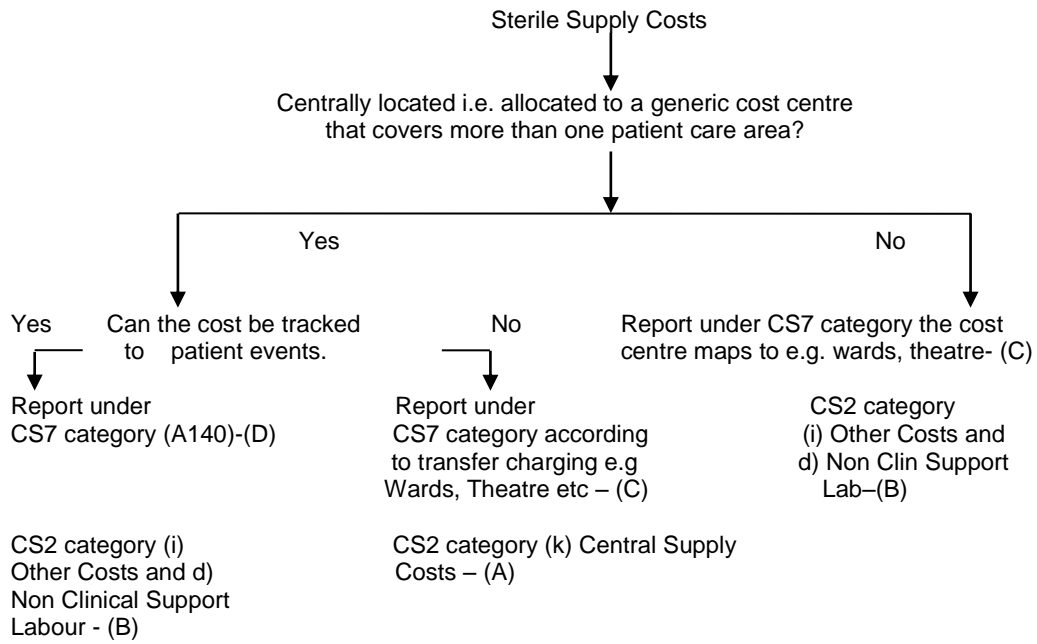 Sterile Supply Costs
Centrally located i.e. allocated to a generic cost centre
that covers more than one patient care area?
Yes
No
Yes
Can the cost be tracked
to patient events.
No
Report under CS7 category the cost
centre maps to e.g. wards, theatre- (C)
Report under
CS7 category (A140)-(D)
Report under
CS7 category according
to transfer charging e.g
Wards, Theatre etc – (C)
CS2 category
(i) Other Costs and
d) Non Clin Support
Lab–(B)
CS2 category (i)
Other Costs and d)
Non Clinical Support
Labour - (B)
CS2 category (k) Central Supply
Costs – (A)